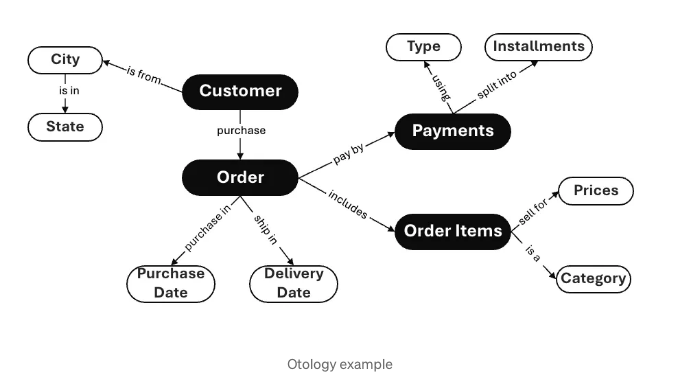 Type
Installments
City
is from
using
split into
is in
Customer
State
purchase
Payments
pay by
Order
includes
Prices
sell for
purchase in
ship in
Order Items
is a
Purchase
Date
Delivery
Date
Category
Otology example